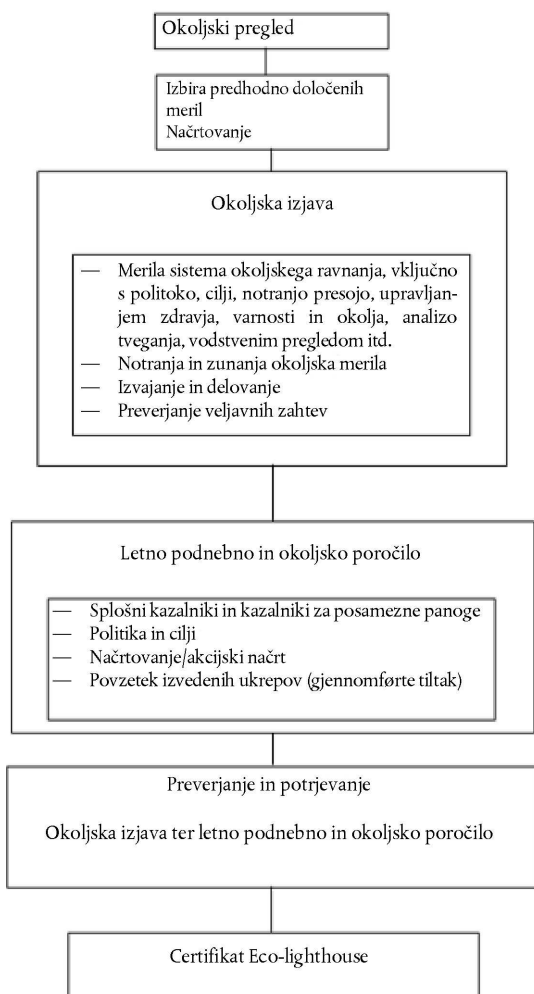 Okoljski pregled
Izbira predhodno določenih
meril
Načrtovanje
Okoljska izjava
— Merila sistema okoljskega ravnanja, vključno
s politoko, cilji, notranjo presojo, upravljan-
jem zdravja, varnosti in okolja, analizo
tveganja, vodstvenim pregledom itd.
— Notranja in zunanja okoljska merila
— Izvajanje in delovanje
— Preverjanje veljavnih zahtev
Letno podnebno in okoljsko poročilo
— Splošni kazalniki in kazalniki za posamezne panoge
— Politika in cilji
— Načrtovanje/akcijski načrt
— Povzetek izvedenih ukrepov (gjennomførte tiltak)
Preverjanje in potrjevanje
Okoljska izjava ter letno podnebno in okoljsko poročilo
Certifikat Eco-lighthouse